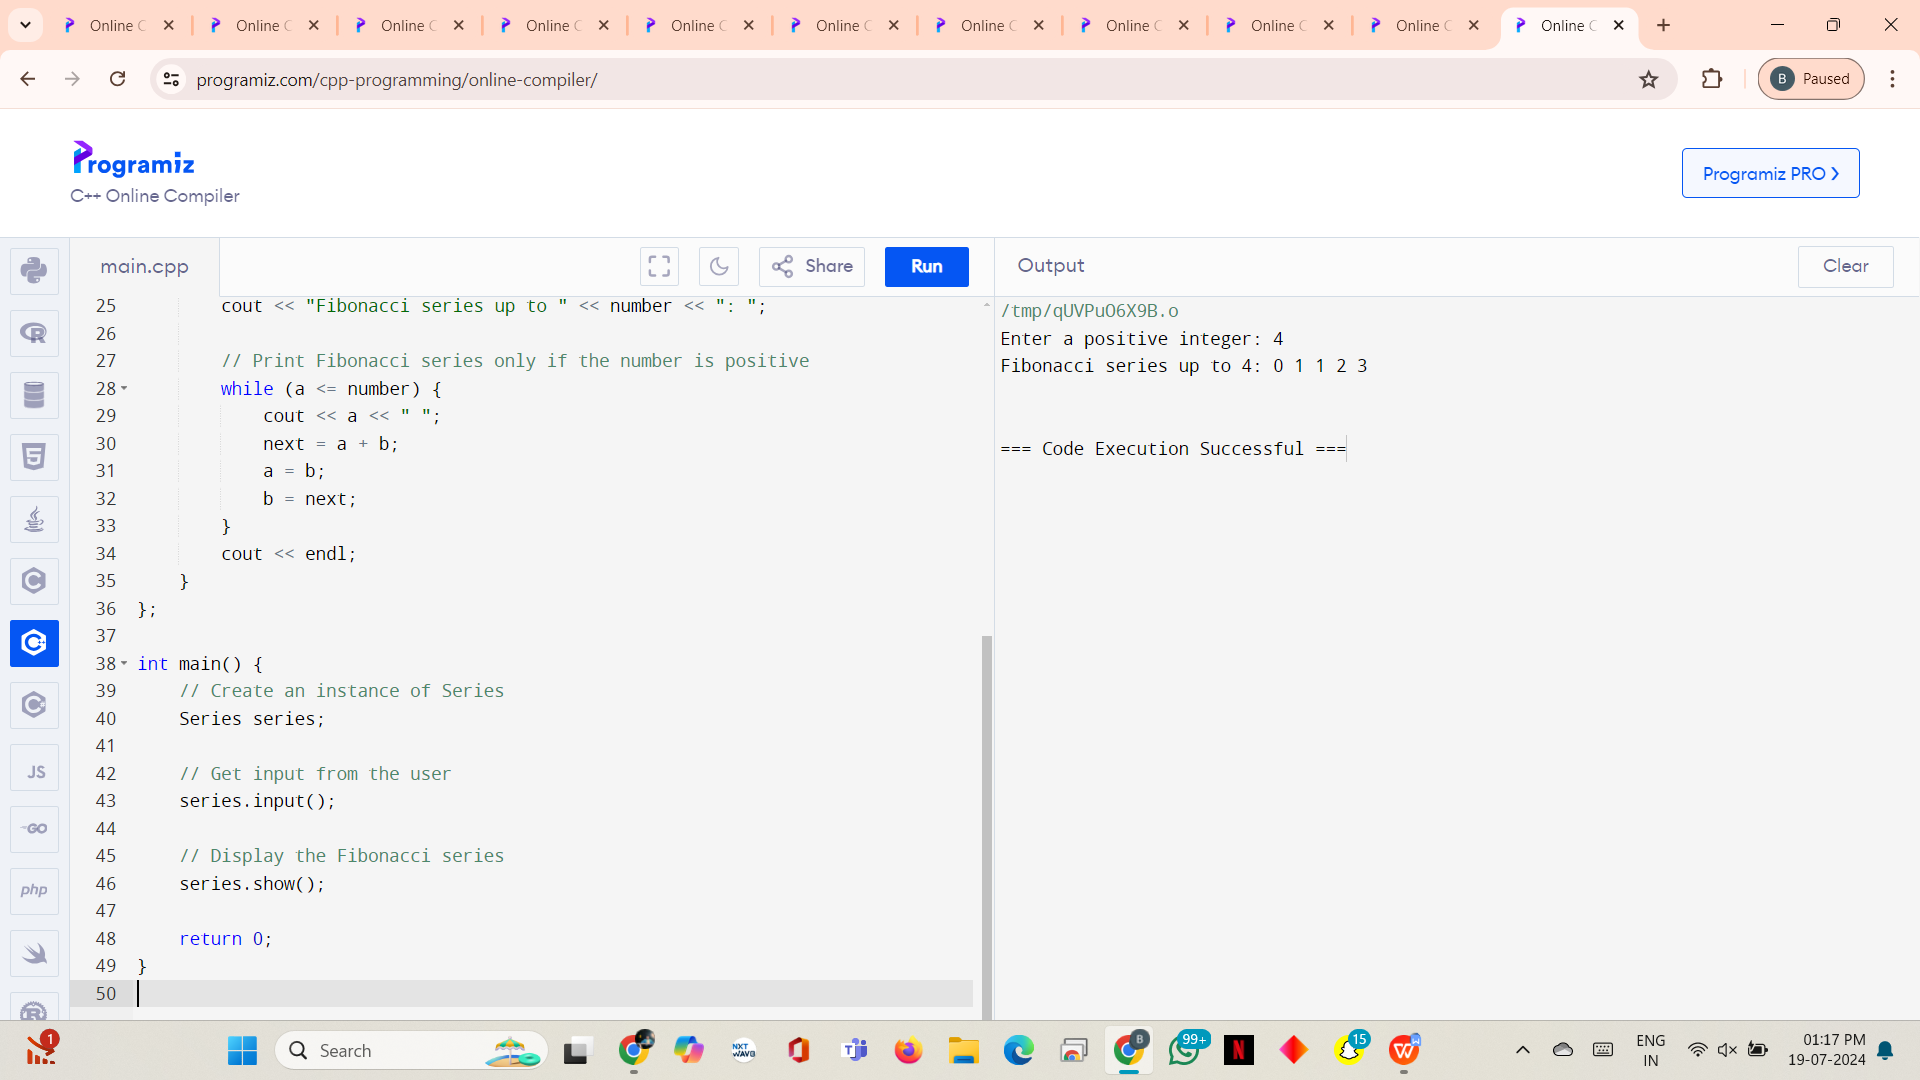 Online C
Online C
Online C
Online C
Online C
Online C
Online C
Online C
Online C
Online C
Online C
programiz.com/cpp-programming/online-compiler/
B Paused
Programiz
C++ Online Compiler
Programiz PRO
main.cpp
Share
Run
Output
Clear
25 cout << "Fibonacci series up to " << number << ": ";
26
27 // Print Fibonacci series only if the number is positive
28 while (a <= number) {
29 cout << a << " ";
30 next = a + b;
31 a = b;
32 b = next;
33 }
34 cout << endl;
35 }
36 };
37
38 int main() {
39 // Create an instance of Series
40 Series series;
41
42 // Get input from the user
43 series.input();
44
45 // Display the Fibonacci series
46 series.show();
47
48 return 0;
49 }
50
/tmp/qUVPuO6X9B.o
Enter a positive integer: 4
Fibonacci series up to 4: 0 1 1 2 3
=== Code Execution Successful ===
JS
GO
php
1
Search
NXT
WAVE
B
99+
N
15
W
ENG
IN
01:17 PM
19-07-2024